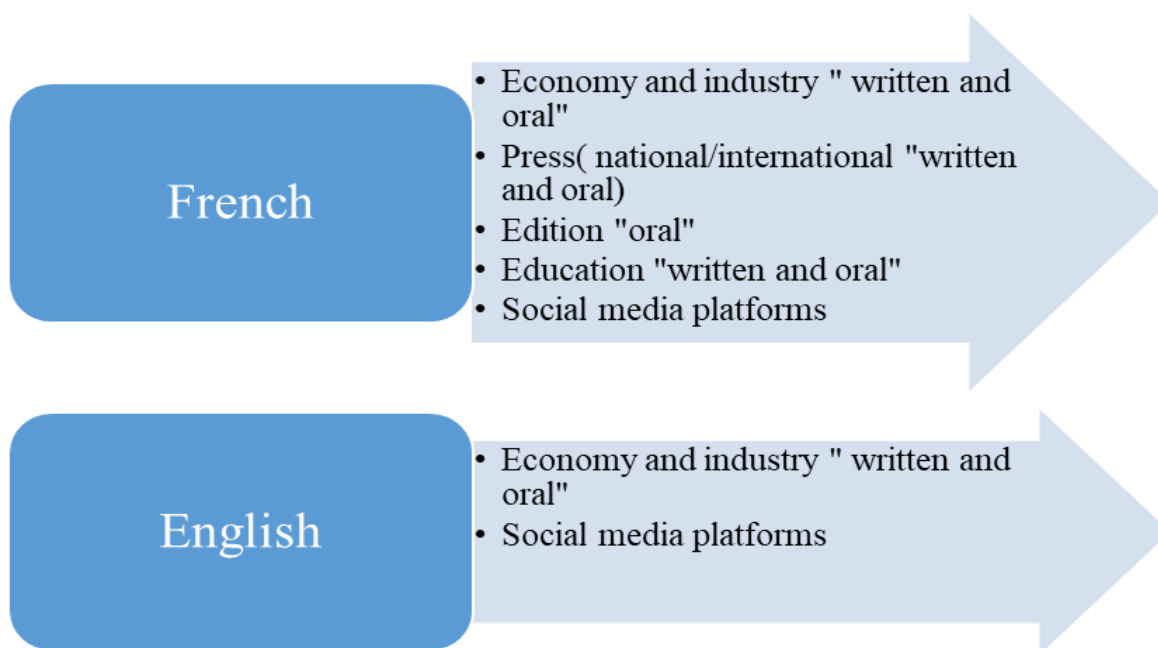 French
• Economy and industry " written and
oral"
• Press( national/international "written
and oral)
• Edition "oral"
• Education "written and oral"
• Social media platforms
English
• Economy and industry " written and
oral"
• Social media platforms